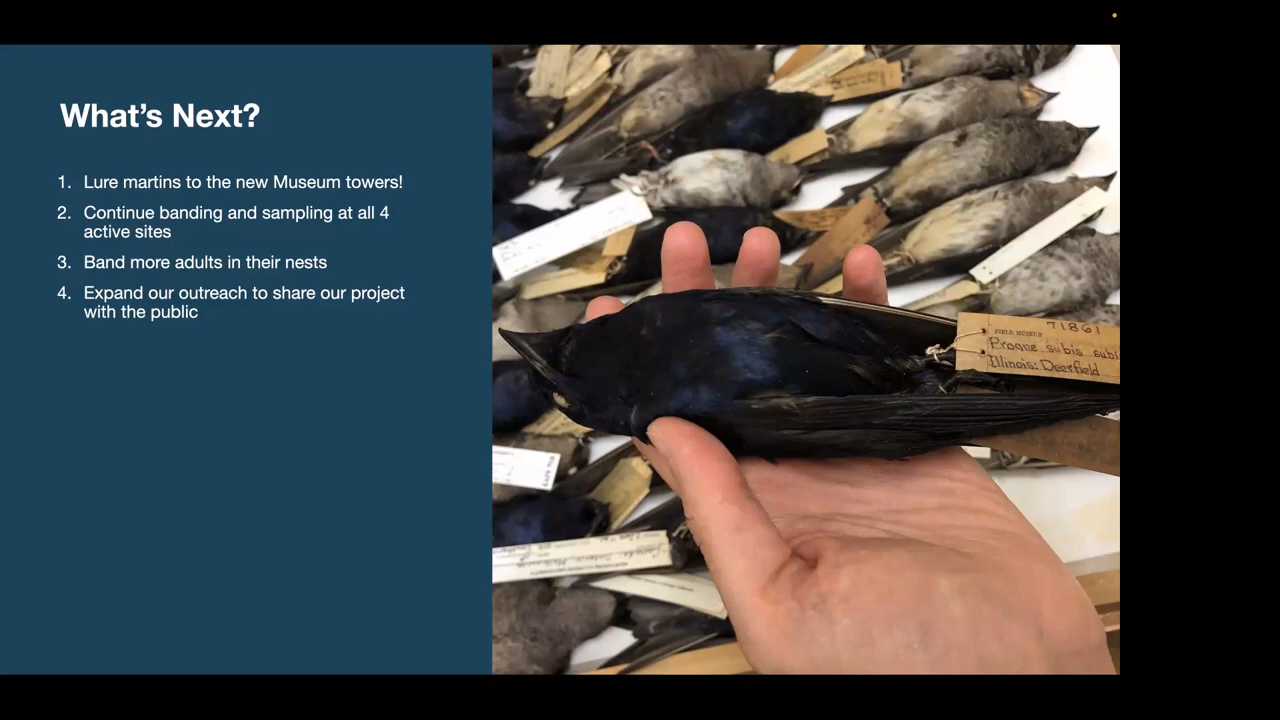 What's Next?
1. Lure martins to the new Museum towers!
2. Continue banding and sampling at all 4
active sites
3. Band more adults in their nests
4. Expand our outreach to share our project
with the public
71861
FIELD MUSEUM
Progne subis subi
Illinois: Deerfield